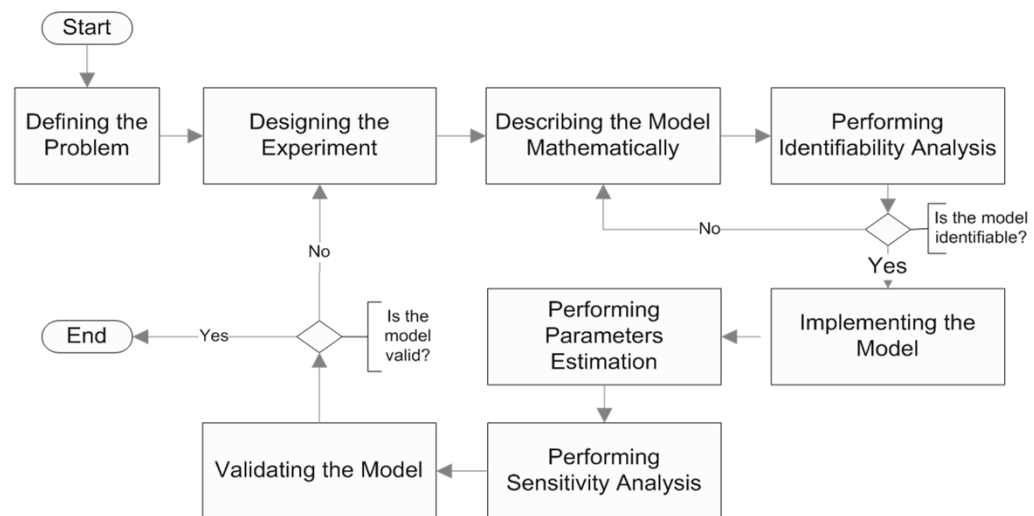 Start
Defining the
Problem
Designing the
Experiment
Describing the Model
Mathematically
Performing
Identifiability Analysis
Is the model
identifiable?
No
Yes
Implementing the
Model
Performing
Parameters
Estimation
Performing
Sensitivity Analysis
Validating the Model
Is the
model
valid?
No
Yes
End